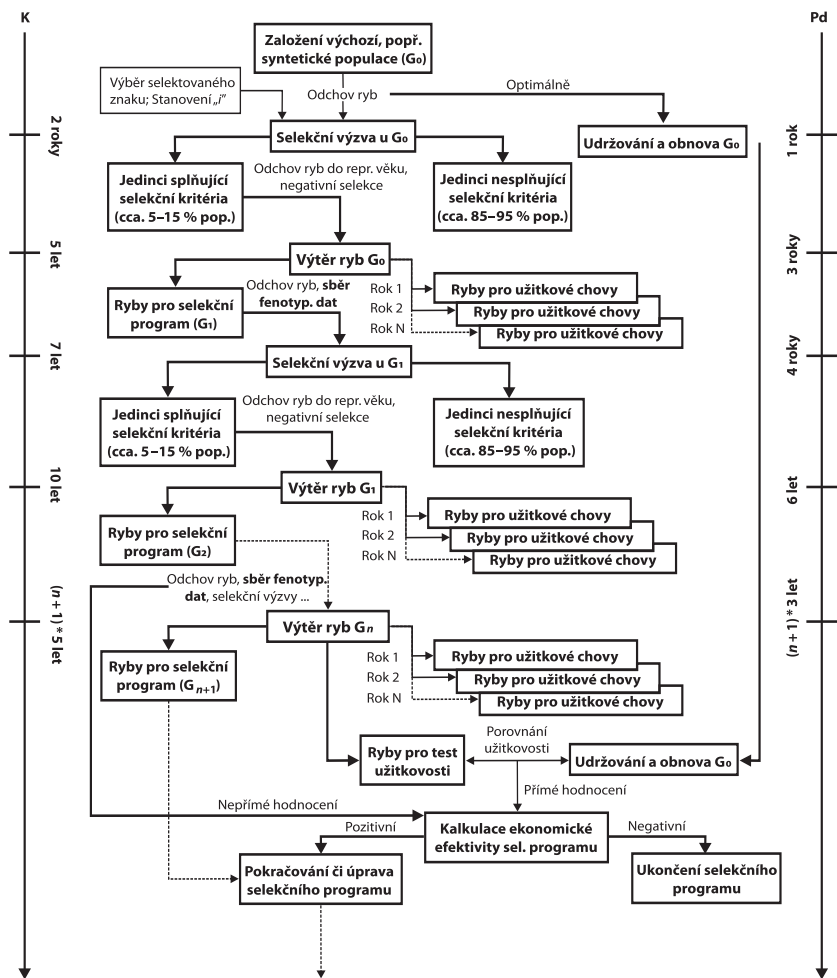 K
Pd
Založení výchozí, popř.
syntetické populace (G₀)
Výběr selektovaného
znaku; Stanovení „i”
Odchov ryb
Optimálně
2 roky
1 rok
Selekční výzva u G₀
Udržování a obnova G₀
Jedinci splňující
selekční kritéria
(cca. 5–15 % pop.)
Odchov ryb do repr. věku,
negativní selekce
Jedinci nesplňující
selekční kritéria
(cca. 85–95 % pop.)
5 let
3 roky
Výtěr ryb G₀
Ryby pro selekční
program (G₁)
Odchov ryb, sběr
fenotyp. dat
Rok 1
Rok 2
Rok N
Ryby pro užitkové chovy
Ryby pro užitkové chovy
Ryby pro užitkové chovy
7 let
4 roky
Selekční výzva u G₁
Jedinci splňující
selekční kritéria
(cca. 5–15 % pop.)
Odchov ryb do repr. věku,
negativní selekce
Jedinci nesplňující
selekční kritéria
(cca. 85–95 % pop.)
10 let
6 let
Výtěr ryb G₁
Ryby pro selekční
program (G₂)
Rok 1
Rok 2
Rok N
Ryby pro užitkové chovy
Ryby pro užitkové chovy
Ryby pro užitkové chovy
Odchov ryb, sběr fenotyp.
dat, selekční výzvy ...
(n + 1) * 5 let
(n + 1) * 3 let
Výtěr ryb Gn
Ryby pro selekční
program (G n+1)
Rok 1
Rok 2
Rok N
Ryby pro užitkové chovy
Ryby pro užitkové chovy
Ryby pro užitkové chovy
Ryby pro test
užitkovosti
Porovnání
užitkovosti
Udržování a obnova G₀
Přímé hodnocení
Nepřímé hodnocení
Kalkulace ekonomické
efektivity sel. programu
Pozitivní
Negativní
Pokračování či úprava
selekčního programu
Ukončení selekčního
programu